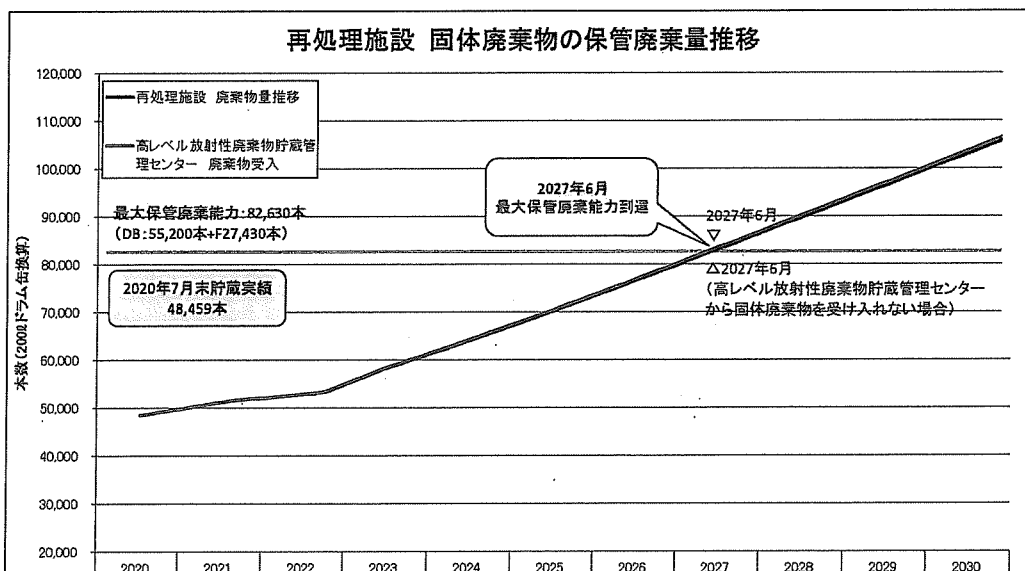 再処理施設 固体廃棄物の保管廃棄量推移
120,000
110,000
100,000
90,000
80,000
70,000
60,000
50,000
40,000
30,000
20,000
本数(200ℓドラム缶換算)
再処理施設 廃棄物量推移
高レベル放射性廃棄物貯蔵管
理センター 廃棄物受入
最大保管廃棄能力:82,630本
(DB:55,200本+F27,430本)
2020年7月末貯蔵実績
48,459本
2027年6月
最大保管廃棄能力到達
2027年6月
▽
△2027年6月
(高レベル放射性廃棄物貯蔵管理センター
から固体廃棄物を受け入れない場合)
2020 2021 2022 2023 2024 2025 2026 2027 2028 2029 2030